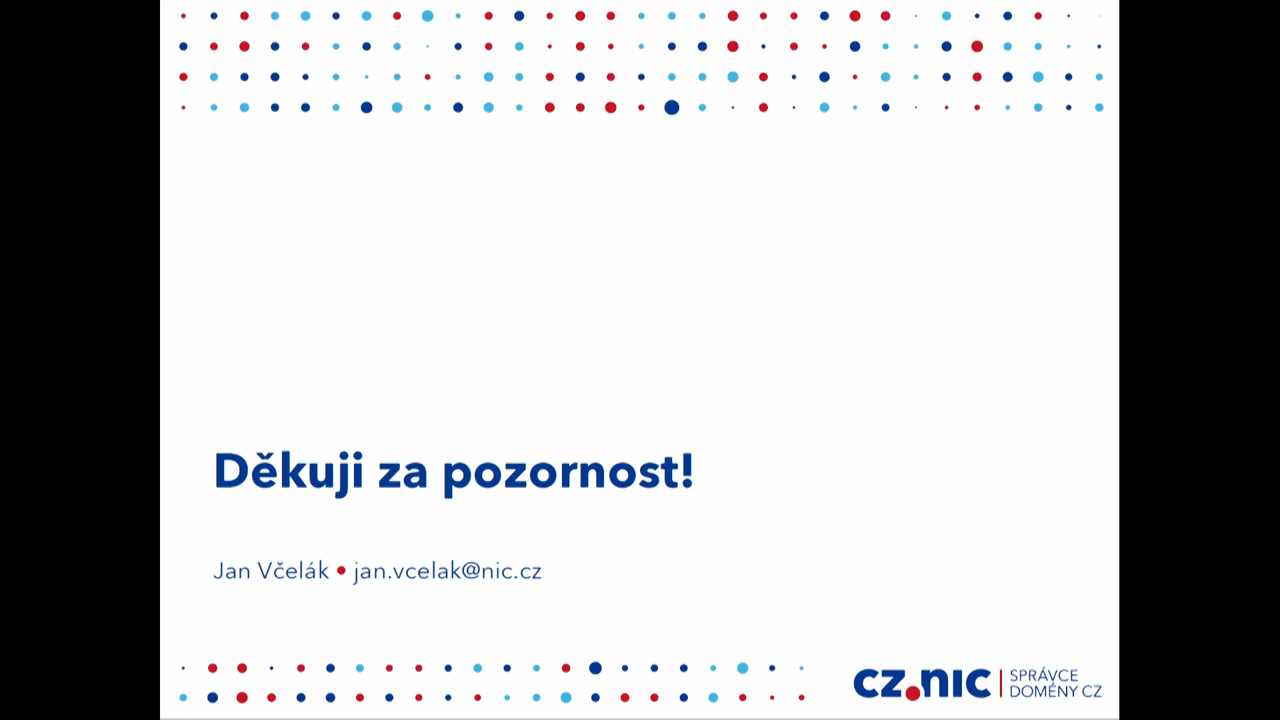 Děkuji za pozornost!
Jan Včelák • jan.vcelak@nic.cz
cz.nic | SPRÁVCE
DOMÉNY CZ